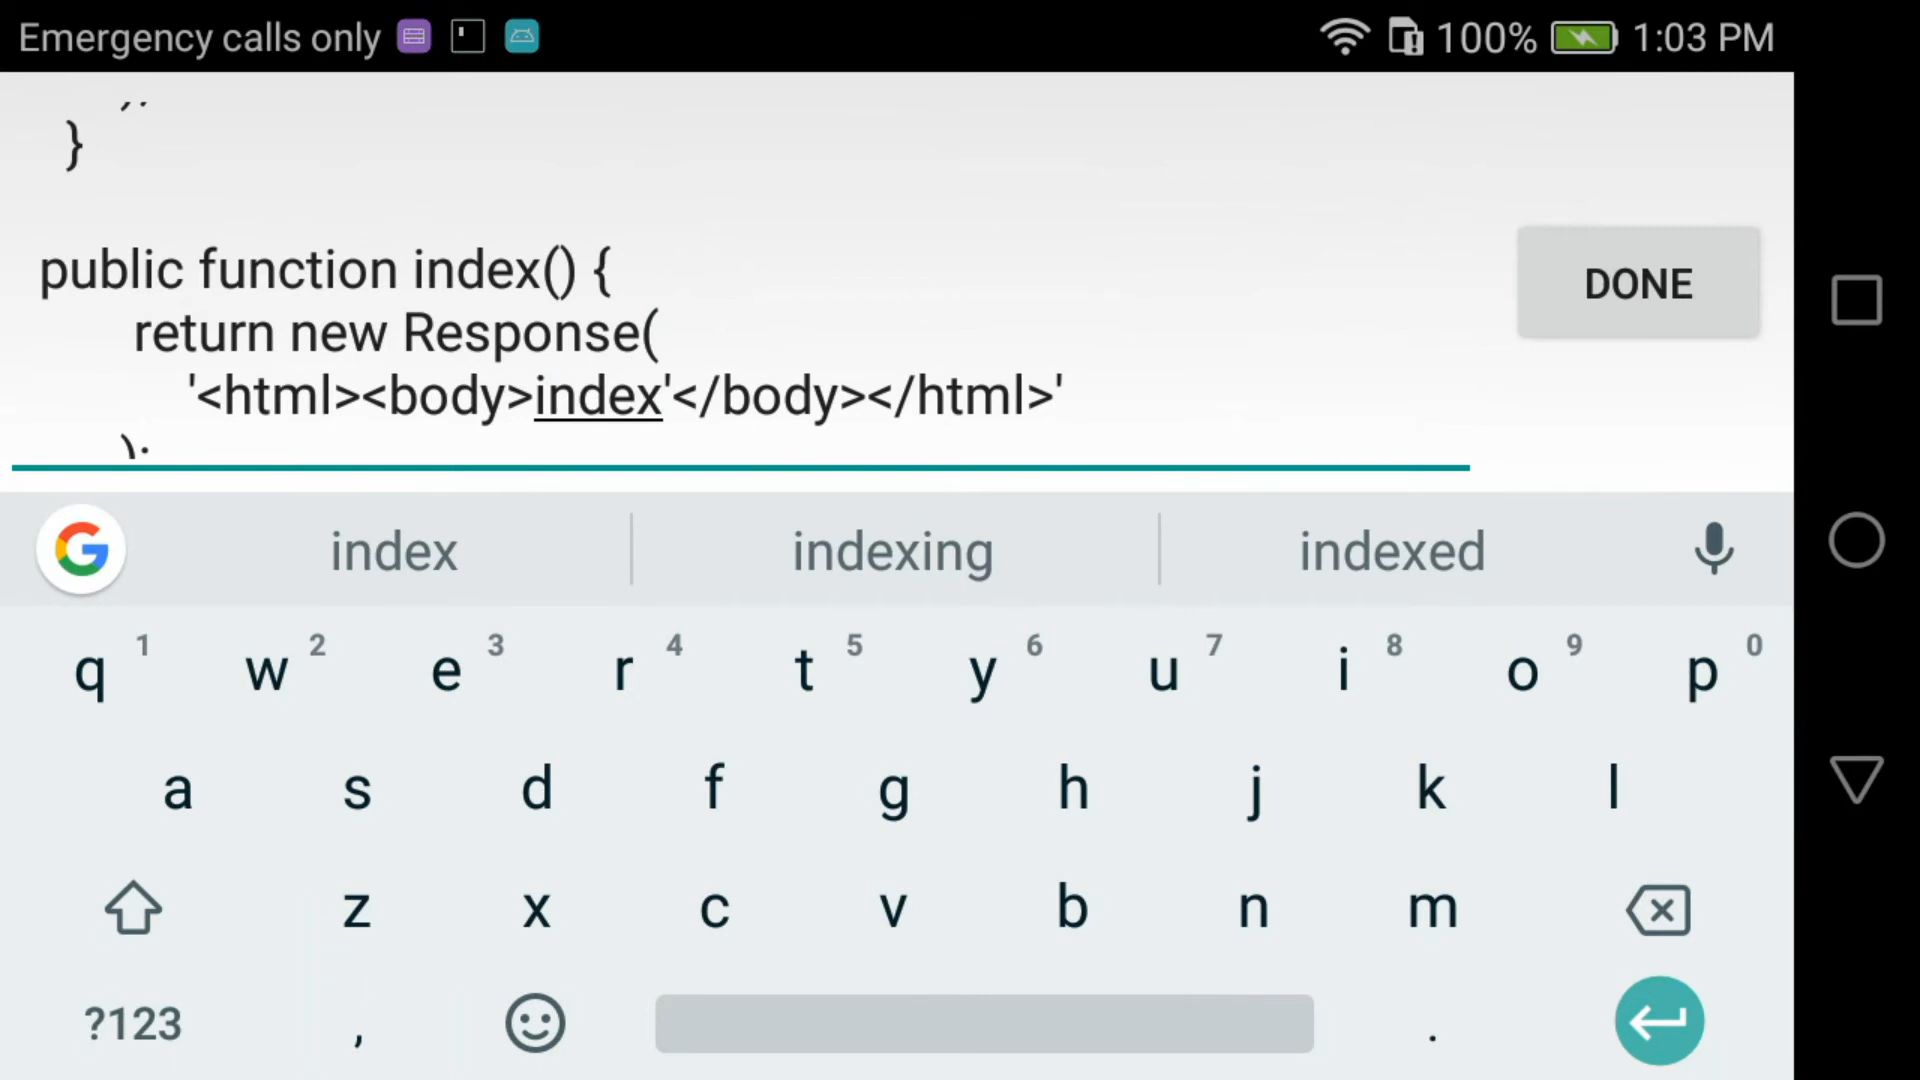 Emergency calls only 100% 1:03 PM
}
public function index() {
return new Response(
'<html><body>index'</body></html>'
);
DONE
index indexing indexed
q 1 w 2 e 3 r 4 t 5 y 6 u 7 i 8 o 9 p 0
a s d f g h j k l
z x c v b n m
?123 , .